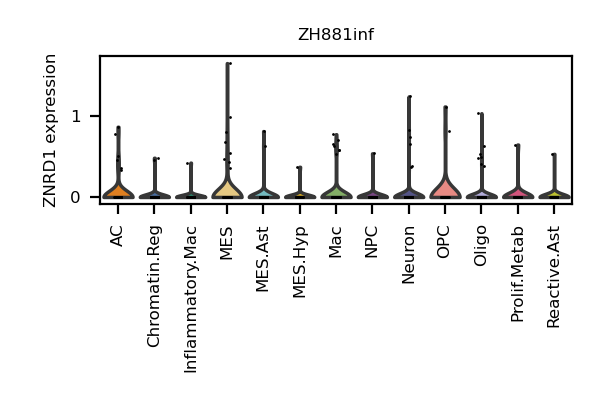 ZH881inf
ZNRD1 expression
1
0
AC
Chromatin.Reg
Inflammatory.Mac
MES
MES.Ast
MES.Hyp
Mac
NPC
Neuron
OPC
Oligo
Prolif.Metab
Reactive.Ast